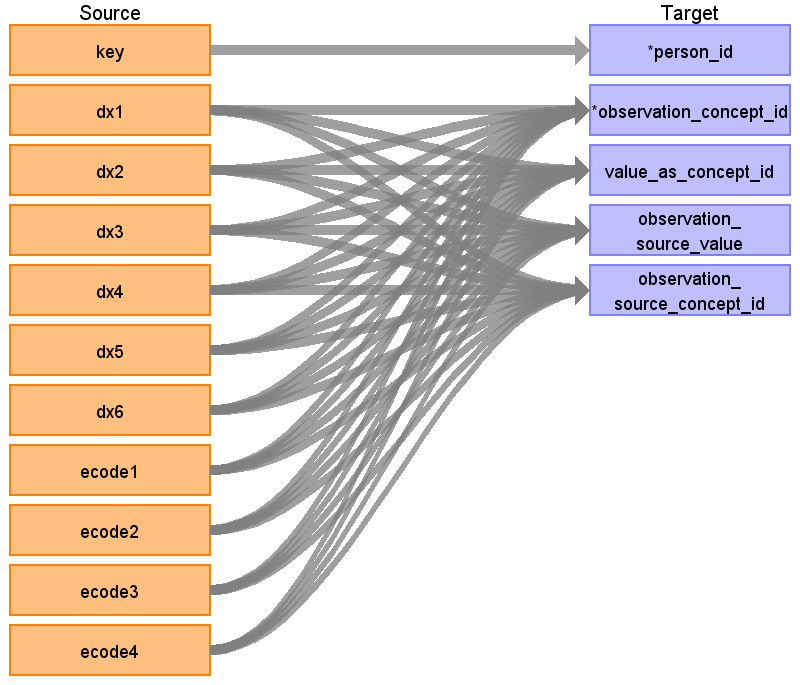 Source
Target
key
*person_id
dx1
*observation_concept_id
dx2
value_as_concept_id
dx3
observation_
source_value
dx4
observation_
source_concept_id
dx5
dx6
ecode1
ecode2
ecode3
ecode4